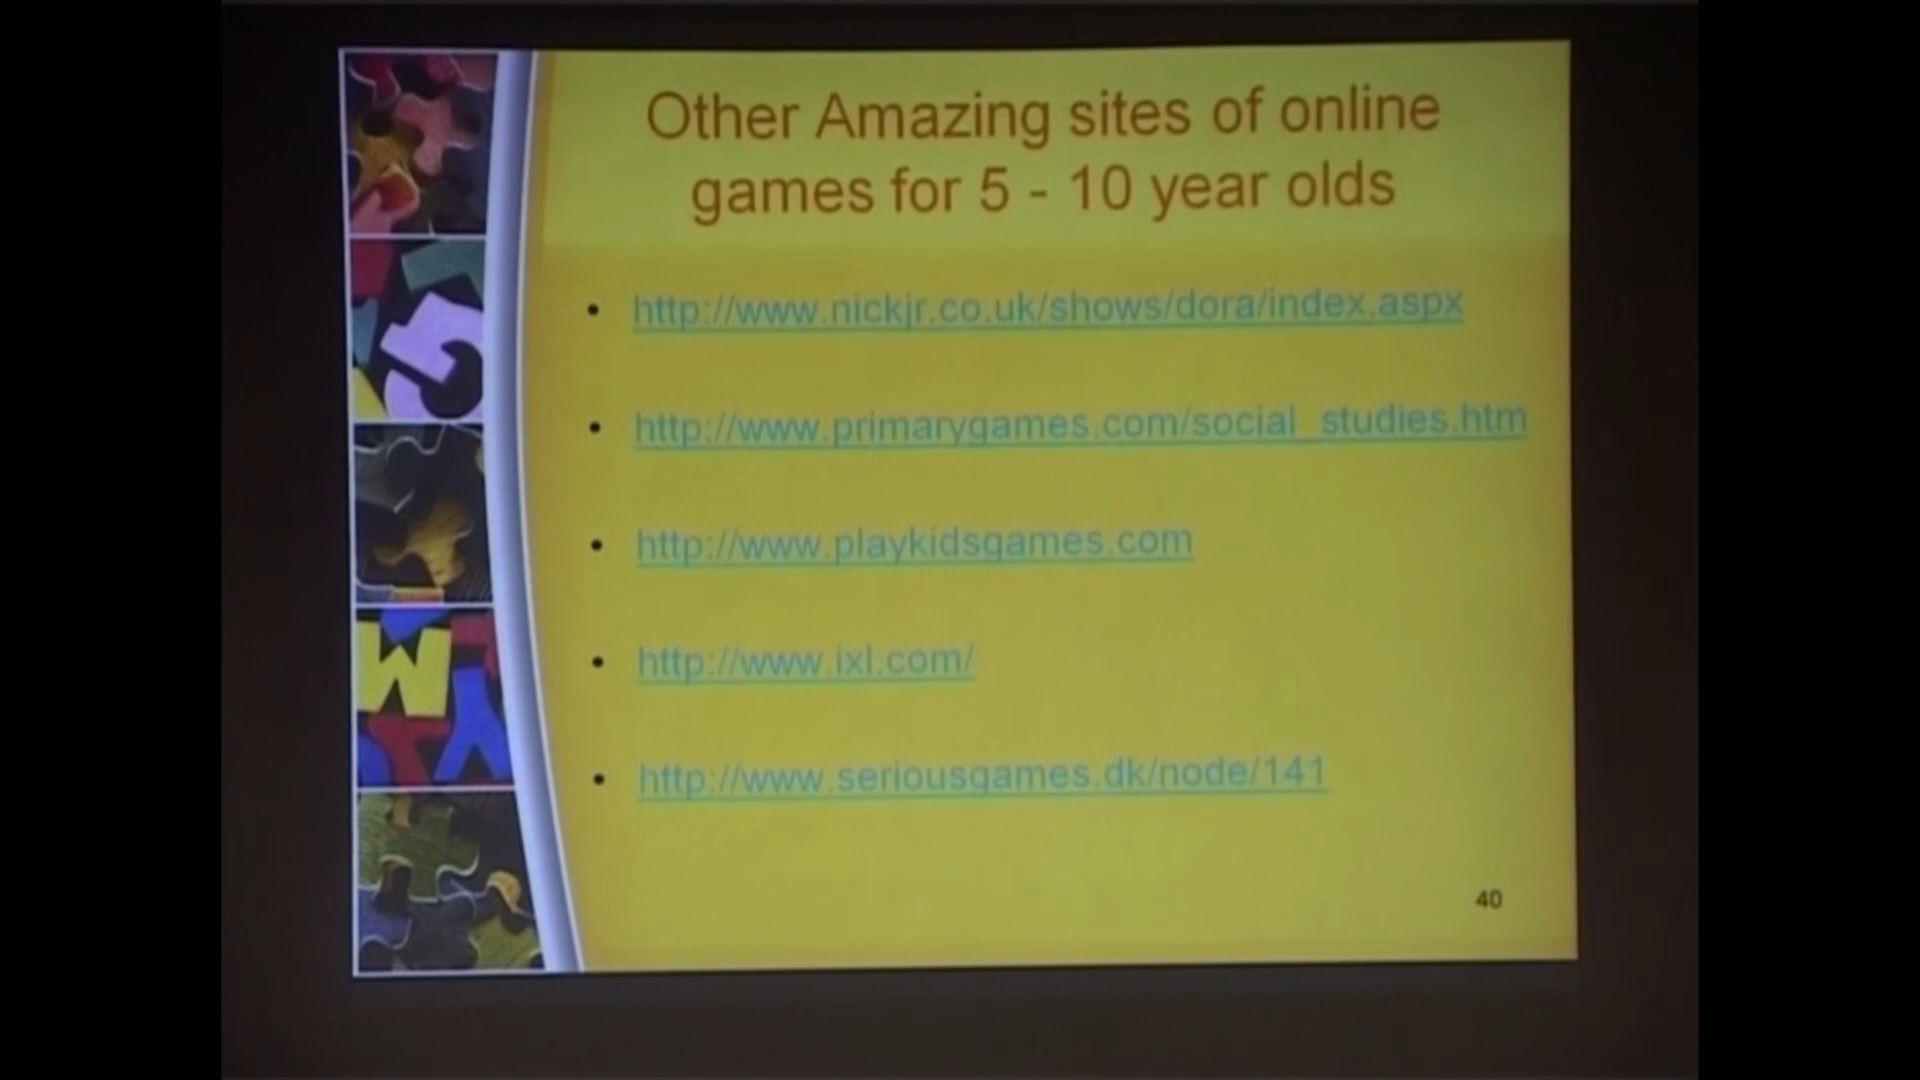 Other Amazing sites of online
games for 5 - 10 year olds
• http://www.nickjr.co.uk/shows/dora/index.aspx
• http://www.primarygames.com/social_studies.htm
• http://www.playkidsgames.com
• http://www.ixl.com/
• http://www.seriousgames.dk/node/141
40